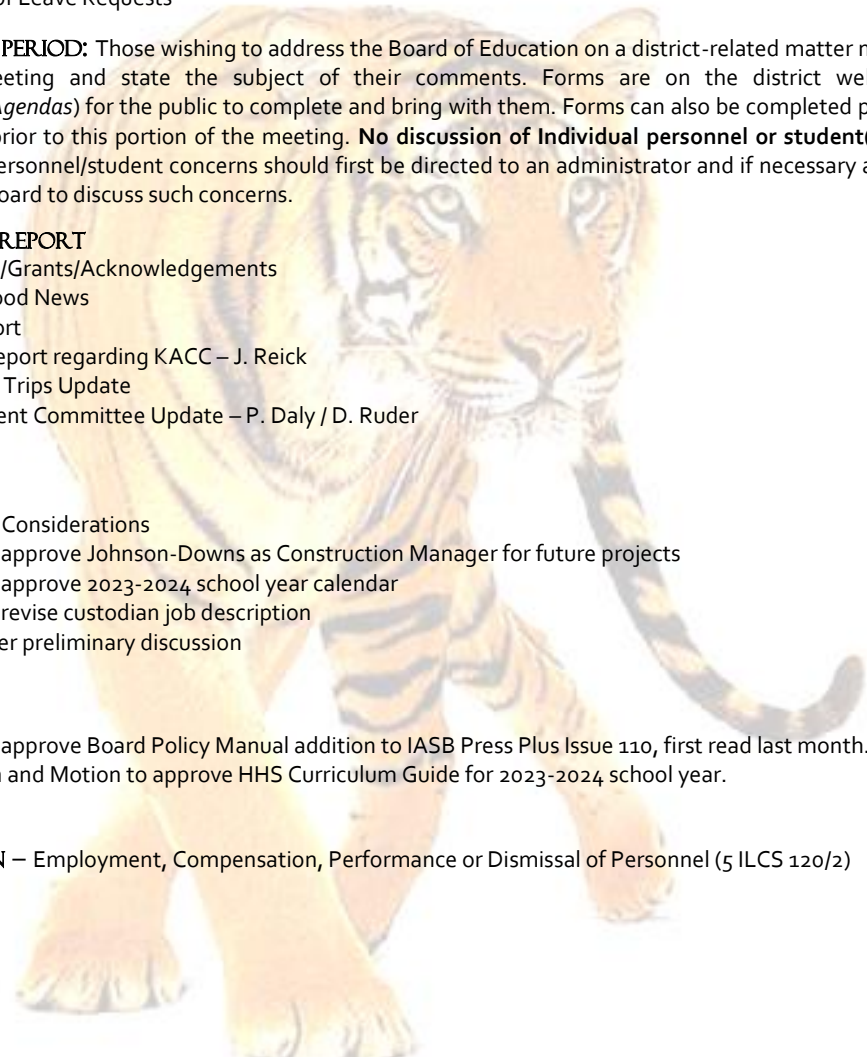 of Leave Requests
PERIOD: Those wishing to address the Board of Education on a district-related matter
eeting and state the subject of their comments. Forms are on the district we
Agendas) for the public to complete and bring with them. Forms can also be completed p
prior to this portion of the meeting. No discussion of Individual personnel or student(
ersonnel/student concerns should first be directed to an administrator and if necessary a
oard to discuss such concerns.
REPORT
/Grants/Acknowledgements
ood News
ort
eport regarding KACC – J. Reick
Trips Update
ent Committee Update – P. Daly / D. Ruder
Considerations
approve Johnson-Downs as Construction Manager for future projects
approve 2023-2024 school year calendar
revise custodian job description
er preliminary discussion
approve Board Policy Manual addition to IASB Press Plus Issue 110, first read last month.
and Motion to approve HHS Curriculum Guide for 2023-2024 school year.
N – Employment, Compensation, Performance or Dismissal of Personnel (5 ILCS 120/2)